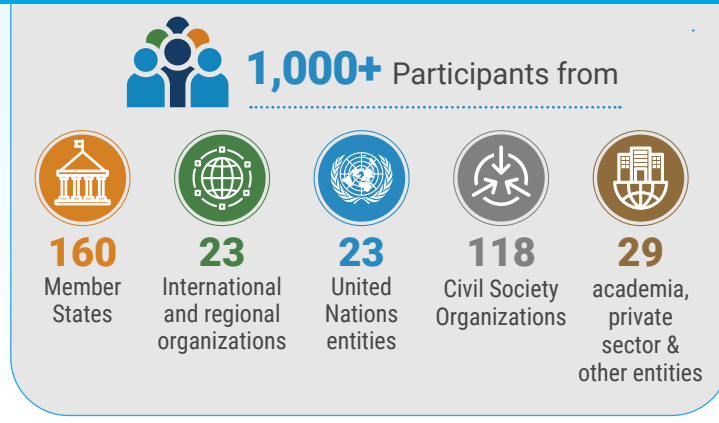 1,000+ Participants from
160
Member
States
23
International
and regional
organizations
23
United
Nations
entities
118
Civil Society
Organizations
29
academia,
private
sector &
other entities